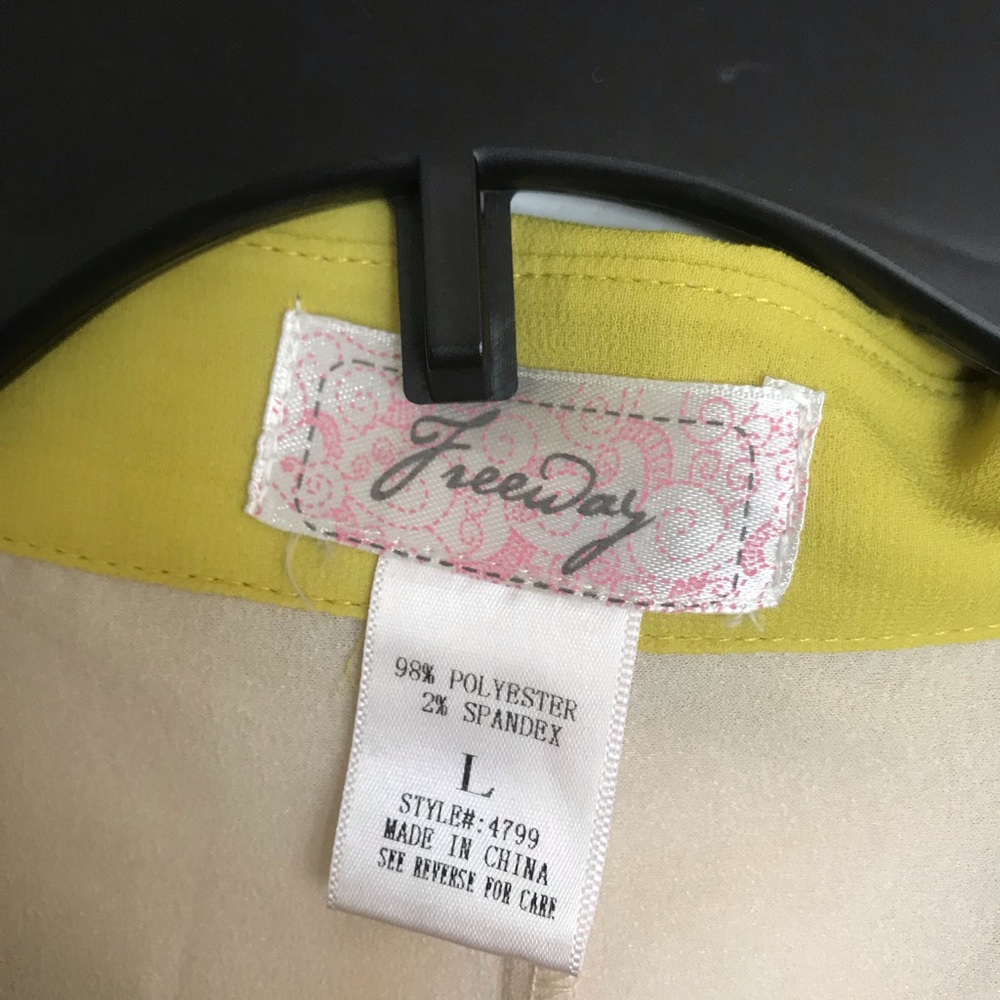 Freeway
98% POLYESTER
2% SPANDEX
L
STYLE#:4799
MADE IN CHINA
SEE REVERSE FOR CARE